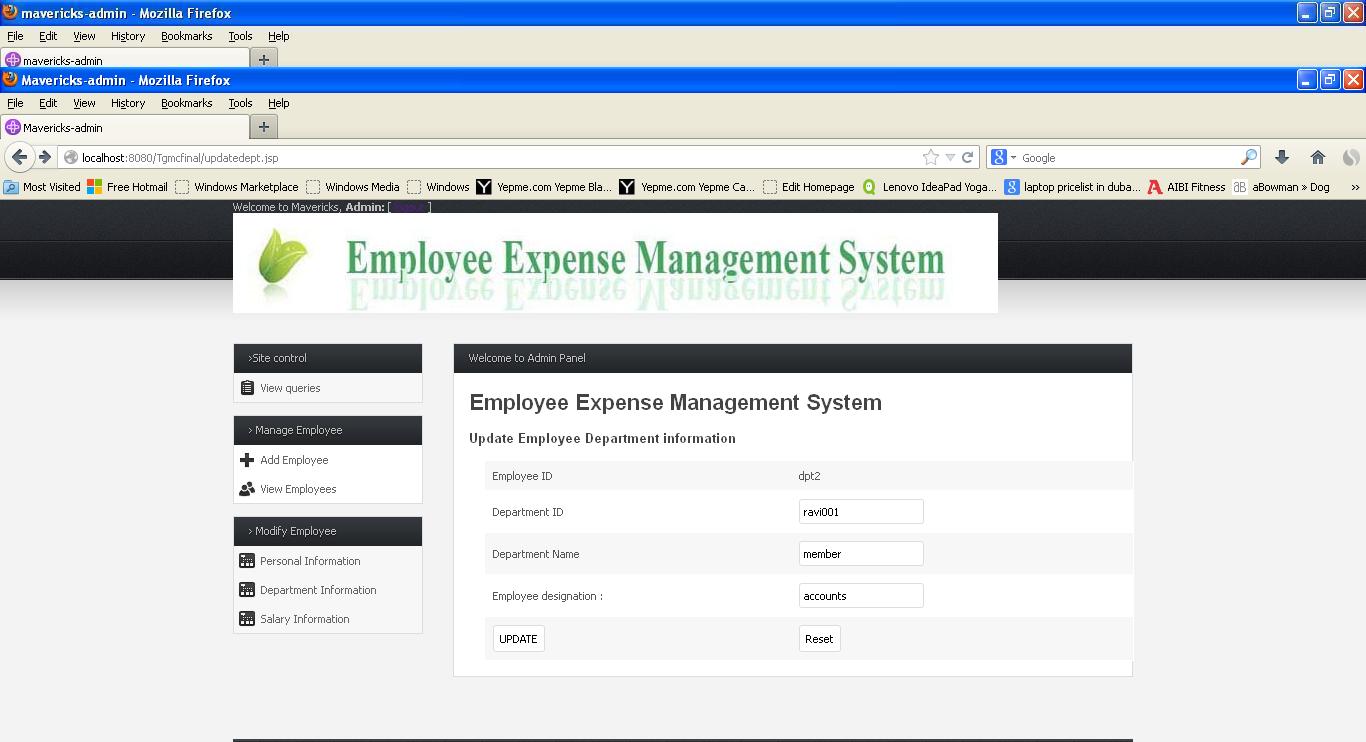 mavericks-admin - Mozilla Firefox
File Edit View History Bookmarks Tools Help
mavericks-admin
Mavericks-admin - Mozilla Firefox
File Edit View History Bookmarks Tools Help
Mavericks-admin
localhost:8080/Tgmcfinal/updatedept.jsp
Google
Most Visited Free Hotmail Windows Marketplace Windows Media Windows Yepme.com Yepme Bla... Yepme.com Yepme Ca... Edit Homepage Lenovo IdeaPad Yoga... laptop pricelist in duba... AIBI Fitness aBowman » Dog »
Welcome to Mavericks, Admin: [ ]
Employee Expense Management System
>Site control
View queries
> Manage Employee
Add Employee
View Employees
> Modify Employee
Personal Information
Department Information
Salary Information
Welcome to Admin Panel
Employee Expense Management System
Update Employee Department information
Employee ID dpt2
Department ID ravi001
Department Name member
Employee designation : accounts
UPDATE Reset